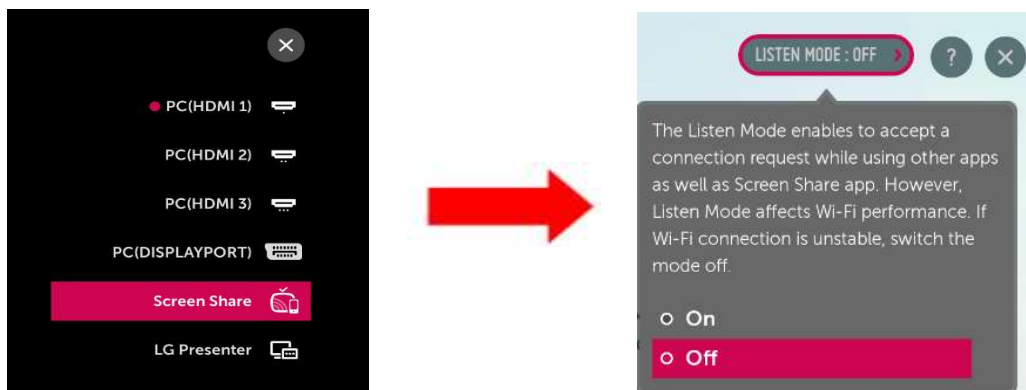 PC(HDMI 1)
PC(HDMI 2)
PC(HDMI 3)
PC(DISPLAYPORT)
Screen Share
LG Presenter
LISTEN MODE : OFF
?
The Listen Mode enables to accept a
connection request while using other apps
as well as Screen Share app. However,
Listen Mode affects Wi-Fi performance. If
Wi-Fi connection is unstable, switch the
mode off.
On
Off